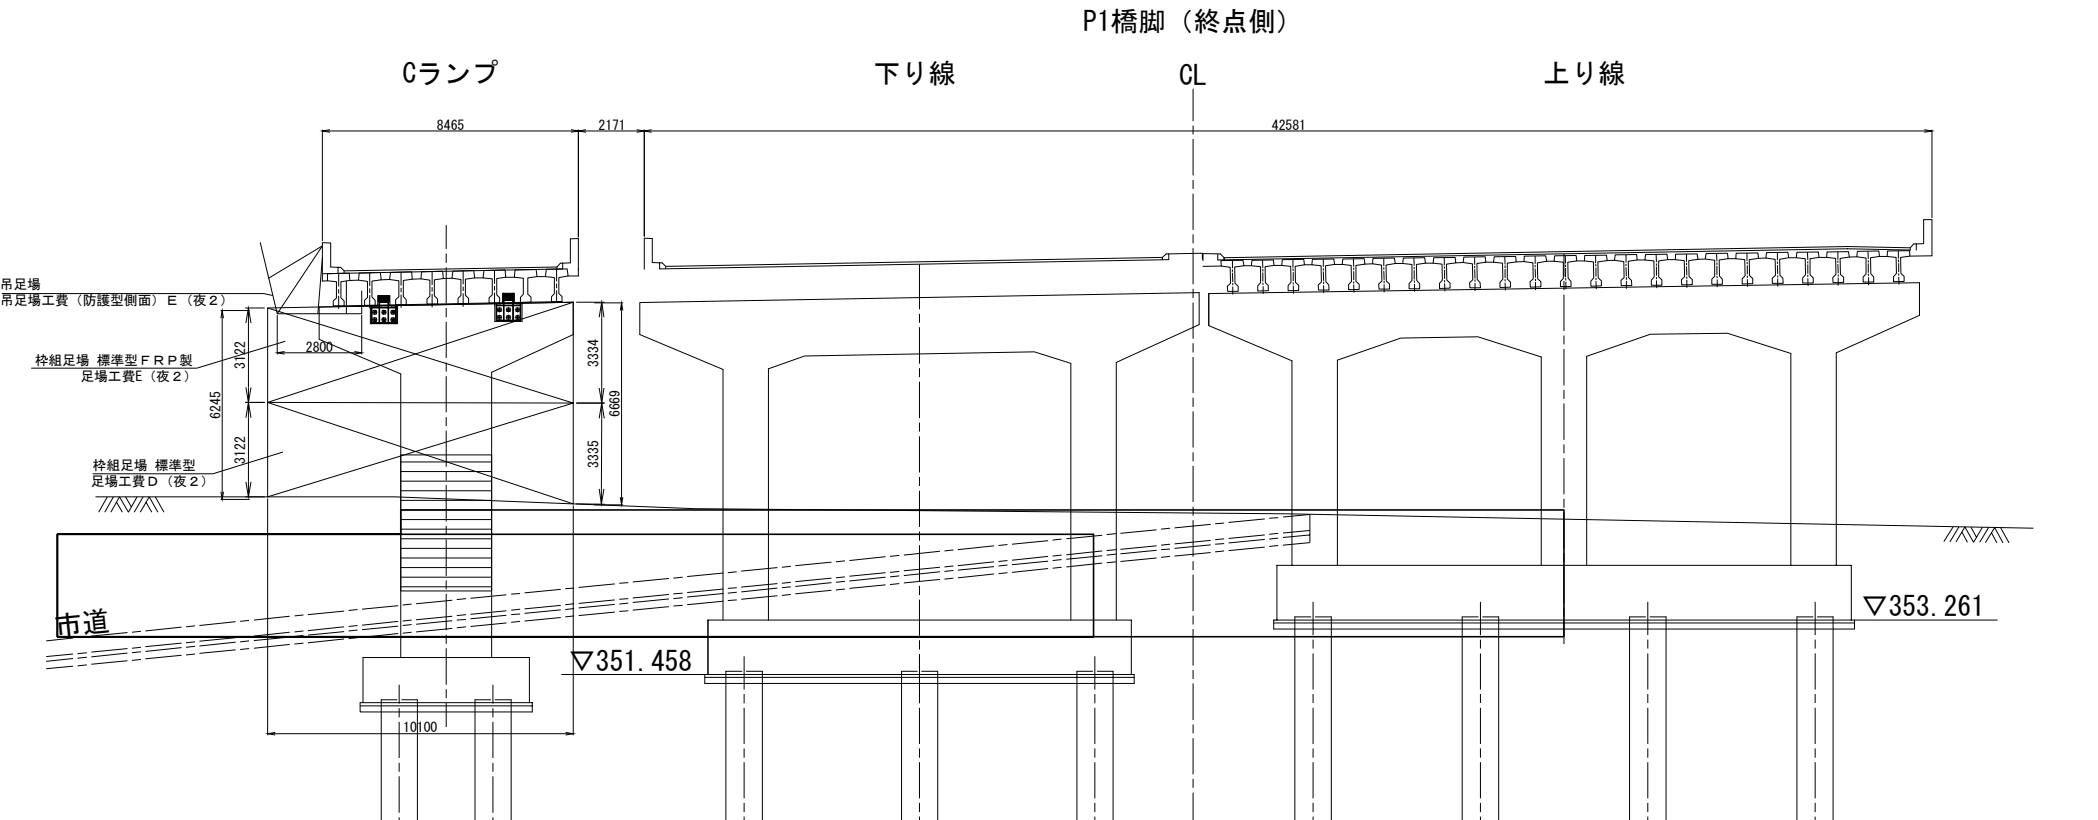 P1橋脚（終点側）
Cランプ
下り線
CL
上り線
8465
2171
42581
吊足場
吊足場工費（防護型側面）Ｅ（夜２）
2800
3122
3334
枠組足場 標準型ＦＲＰ製
足場工費E（夜２）
6245
6669
3122
3335
枠組足場 標準型
足場工費Ｄ（夜２）
市道
▽353.261
▽351.458
10100